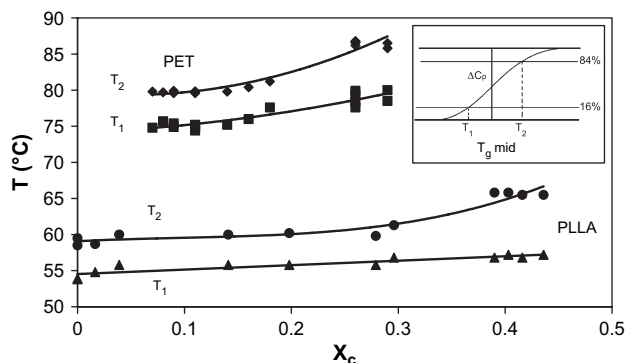 90
85
80
75
70
65
60
55
50
T (°C)
PET
T₂
T₁
T₂
T₁
PLLA
ΔCp
84%
16%
T₁ T₂
Tg mid
0 0.1 0.2 0.3 0.4 0.5
Xc